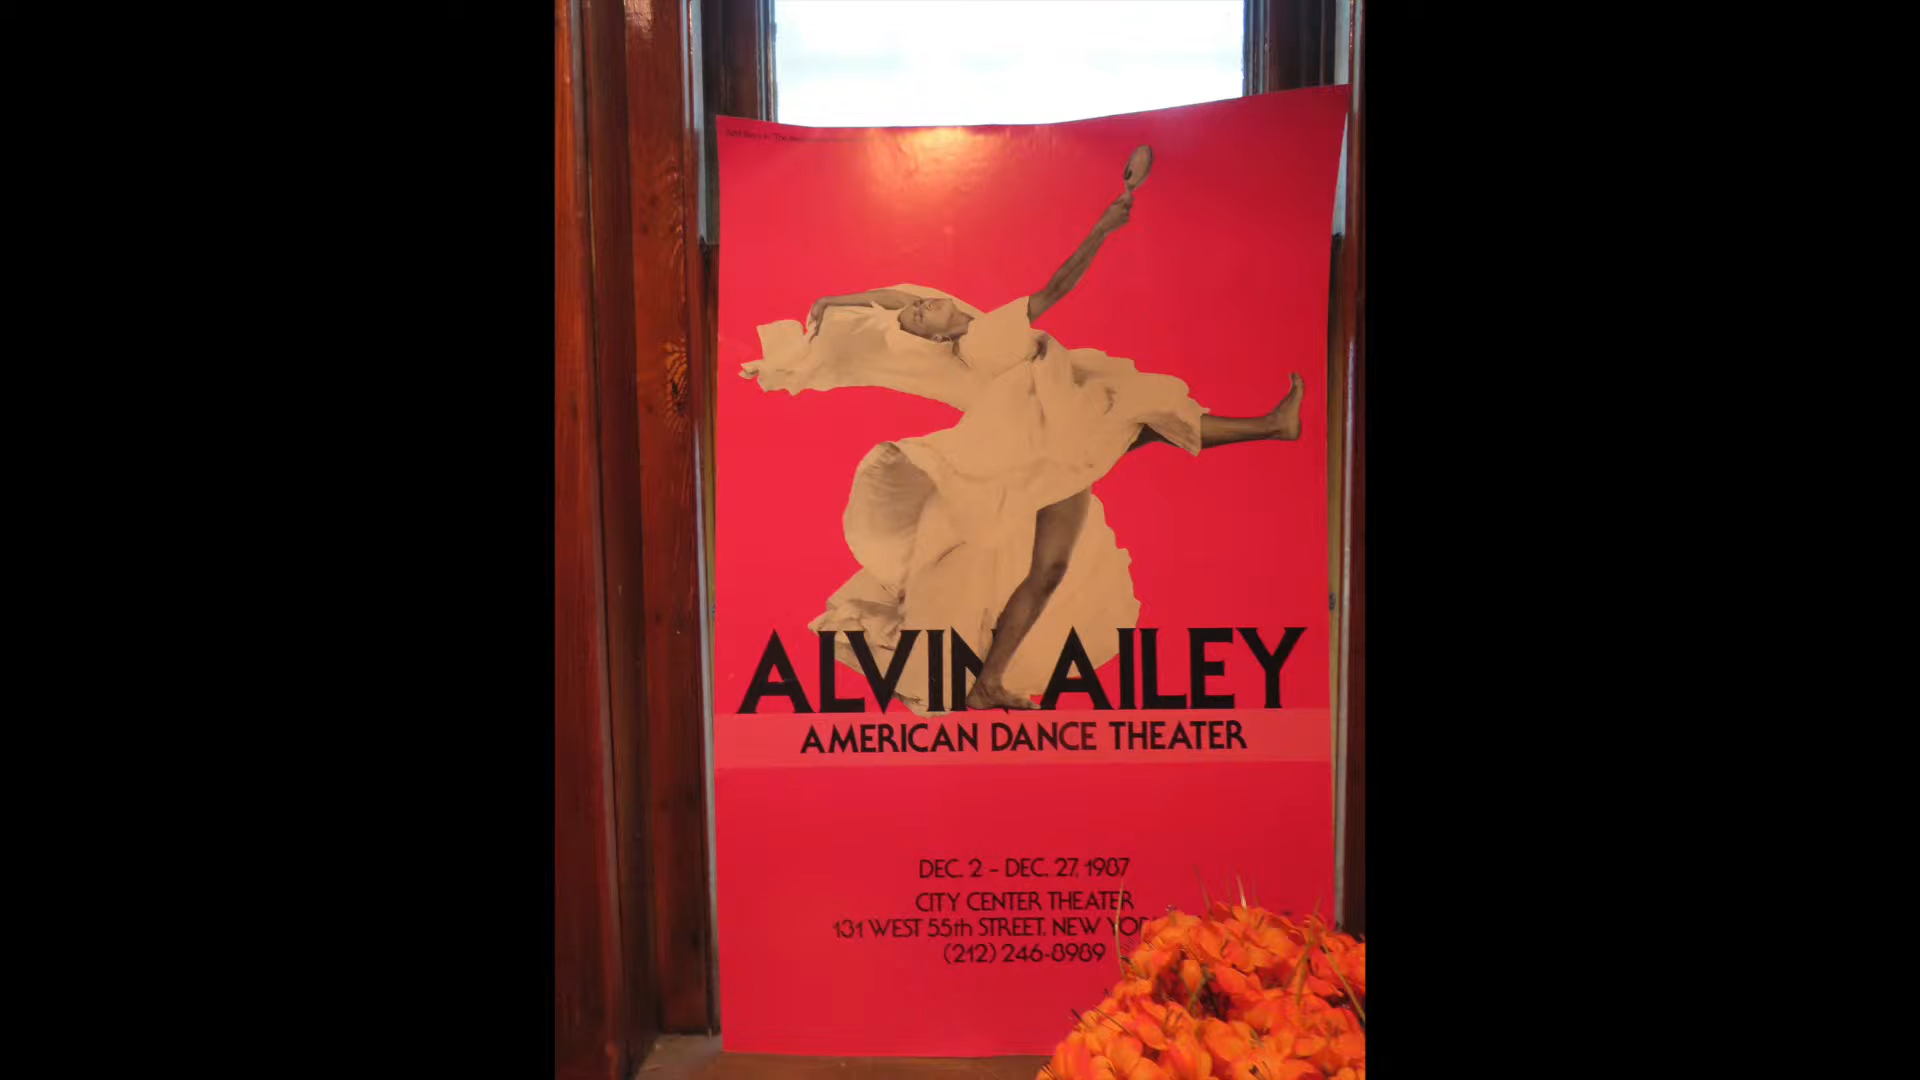 ALVIN AILEY
AMERICAN DANCE THEATER
DEC. 2 - DEC. 27, 1987
CITY CENTER THEATER
131 WEST 55th STREET, NEW
(212) 246-8989